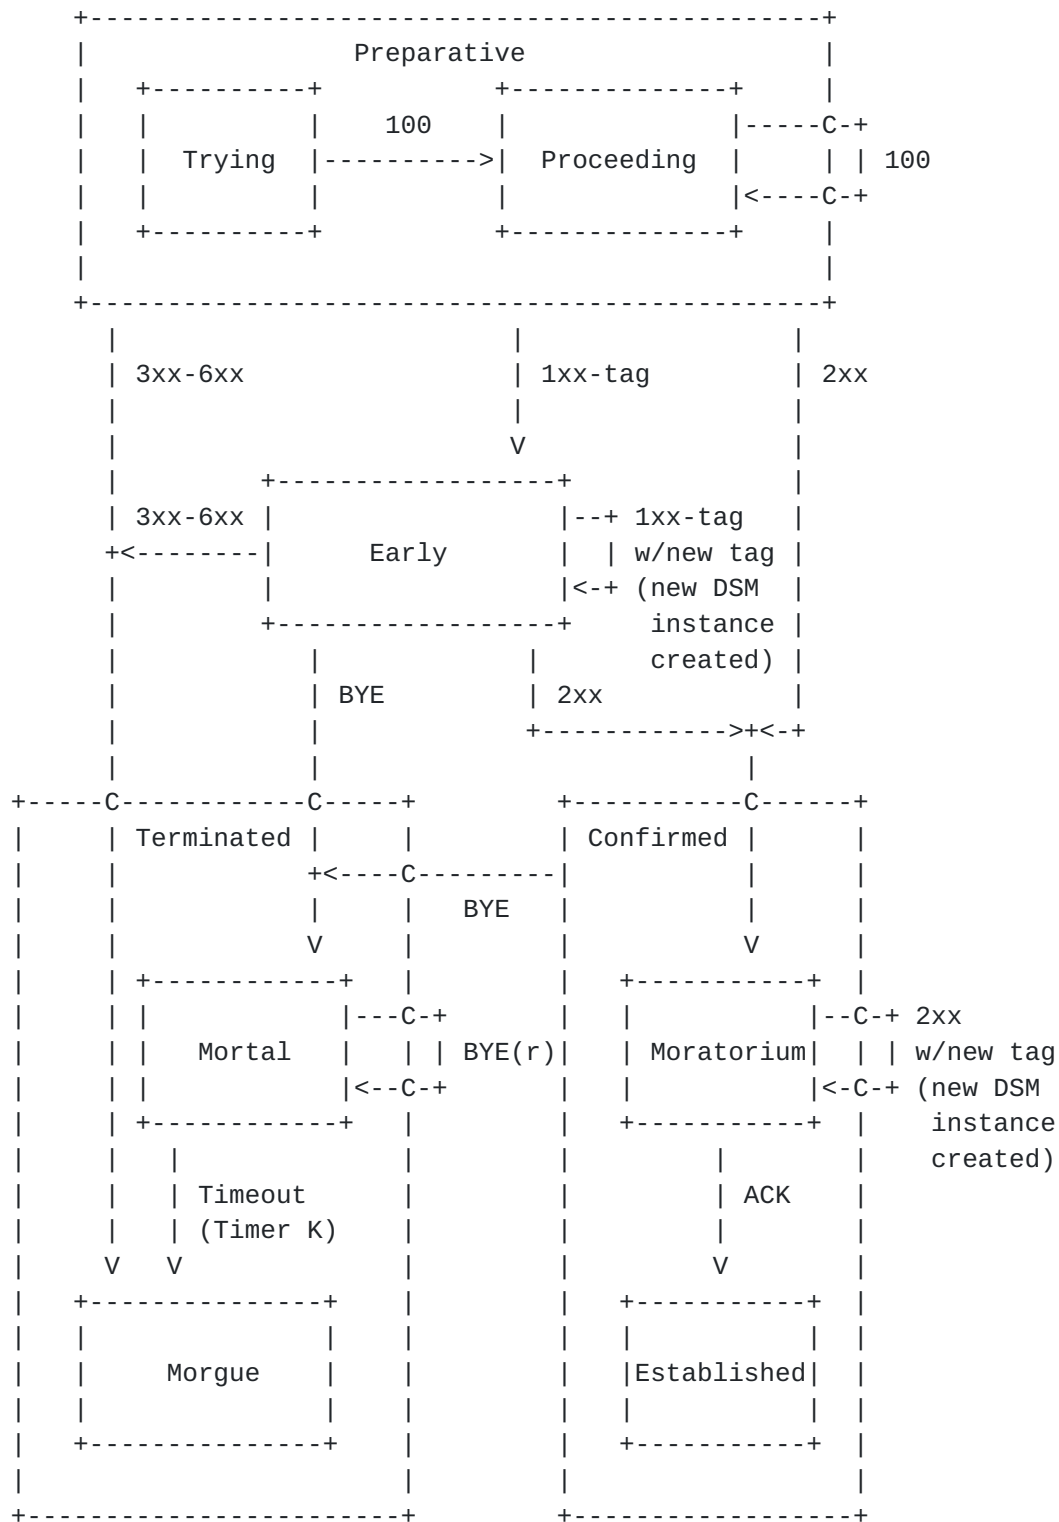 Preparative
100
Trying Proceeding 100
C
C
3xx-6xx 1xx-tag 2xx
V
3xx-6xx 1xx-tag
Early w/new tag
(new DSM
instance
created)
BYE 2xx
C C C
Terminated Confirmed
C
BYE
V V
C C 2xx
Mortal BYE(r) Moratorium w/new tag
C C (new DSM
instance
created)
Timeout ACK
(Timer K)
V V V
Morgue Established